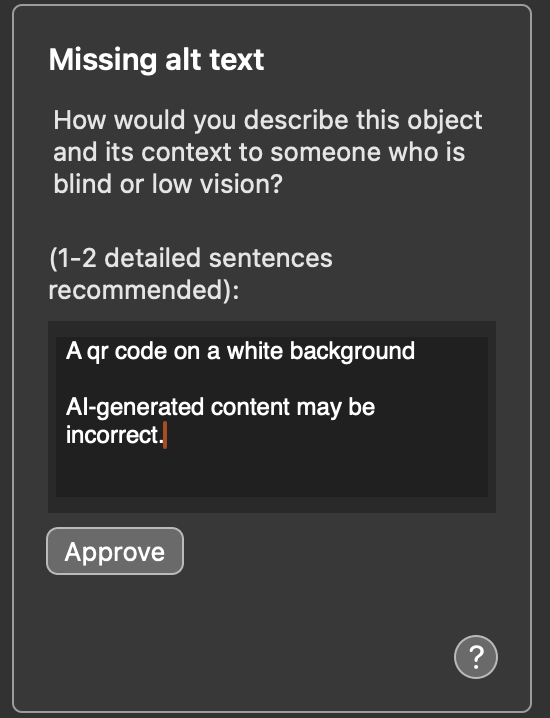 Missing alt text
How would you describe this object
and its context to someone who is
blind or low vision?
(1-2 detailed sentences
recommended):
A qr code on a white background
AI-generated content may be
incorrect.
Approve
?